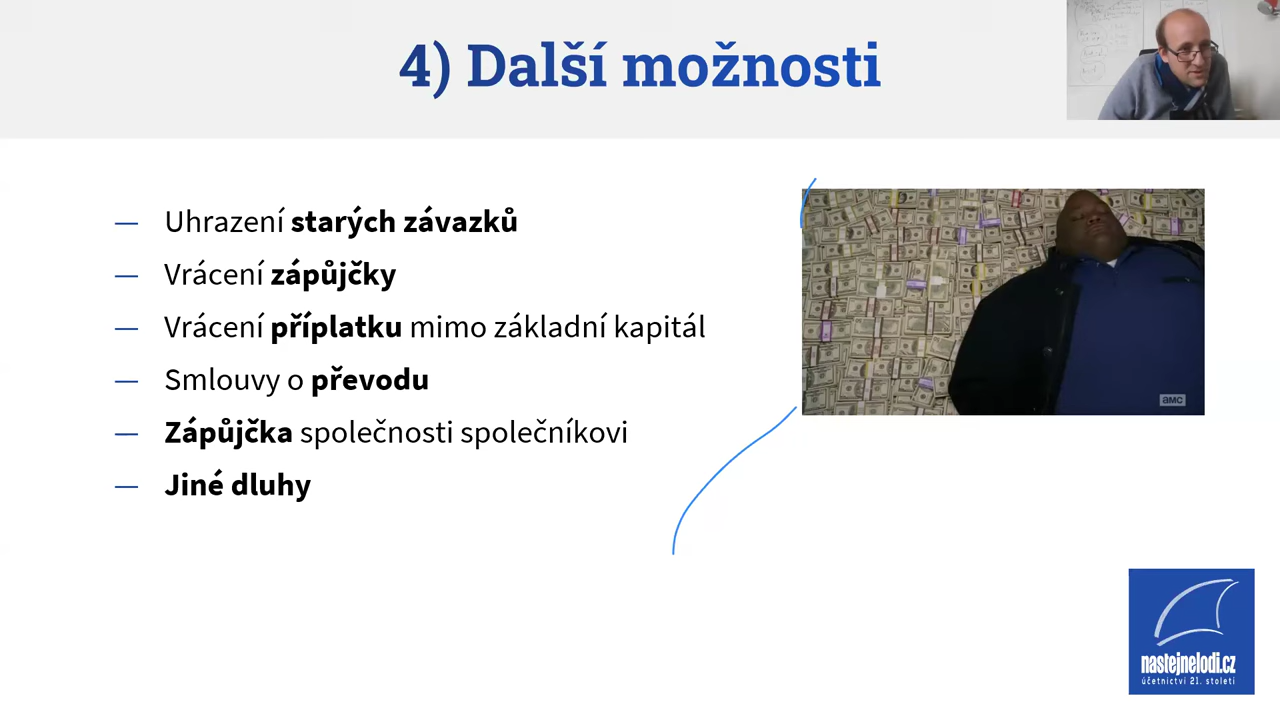 4) Další možnosti
— Uhrazení starých závazků
— Vrácení zápůjčky
— Vrácení příplatku mimo základní kapitál
— Smlouvy o převodu
— Zápůjčka společnosti společníkovi
— Jiné dluhy
amc
nastejnelodi.cz
účetnictví 21. století